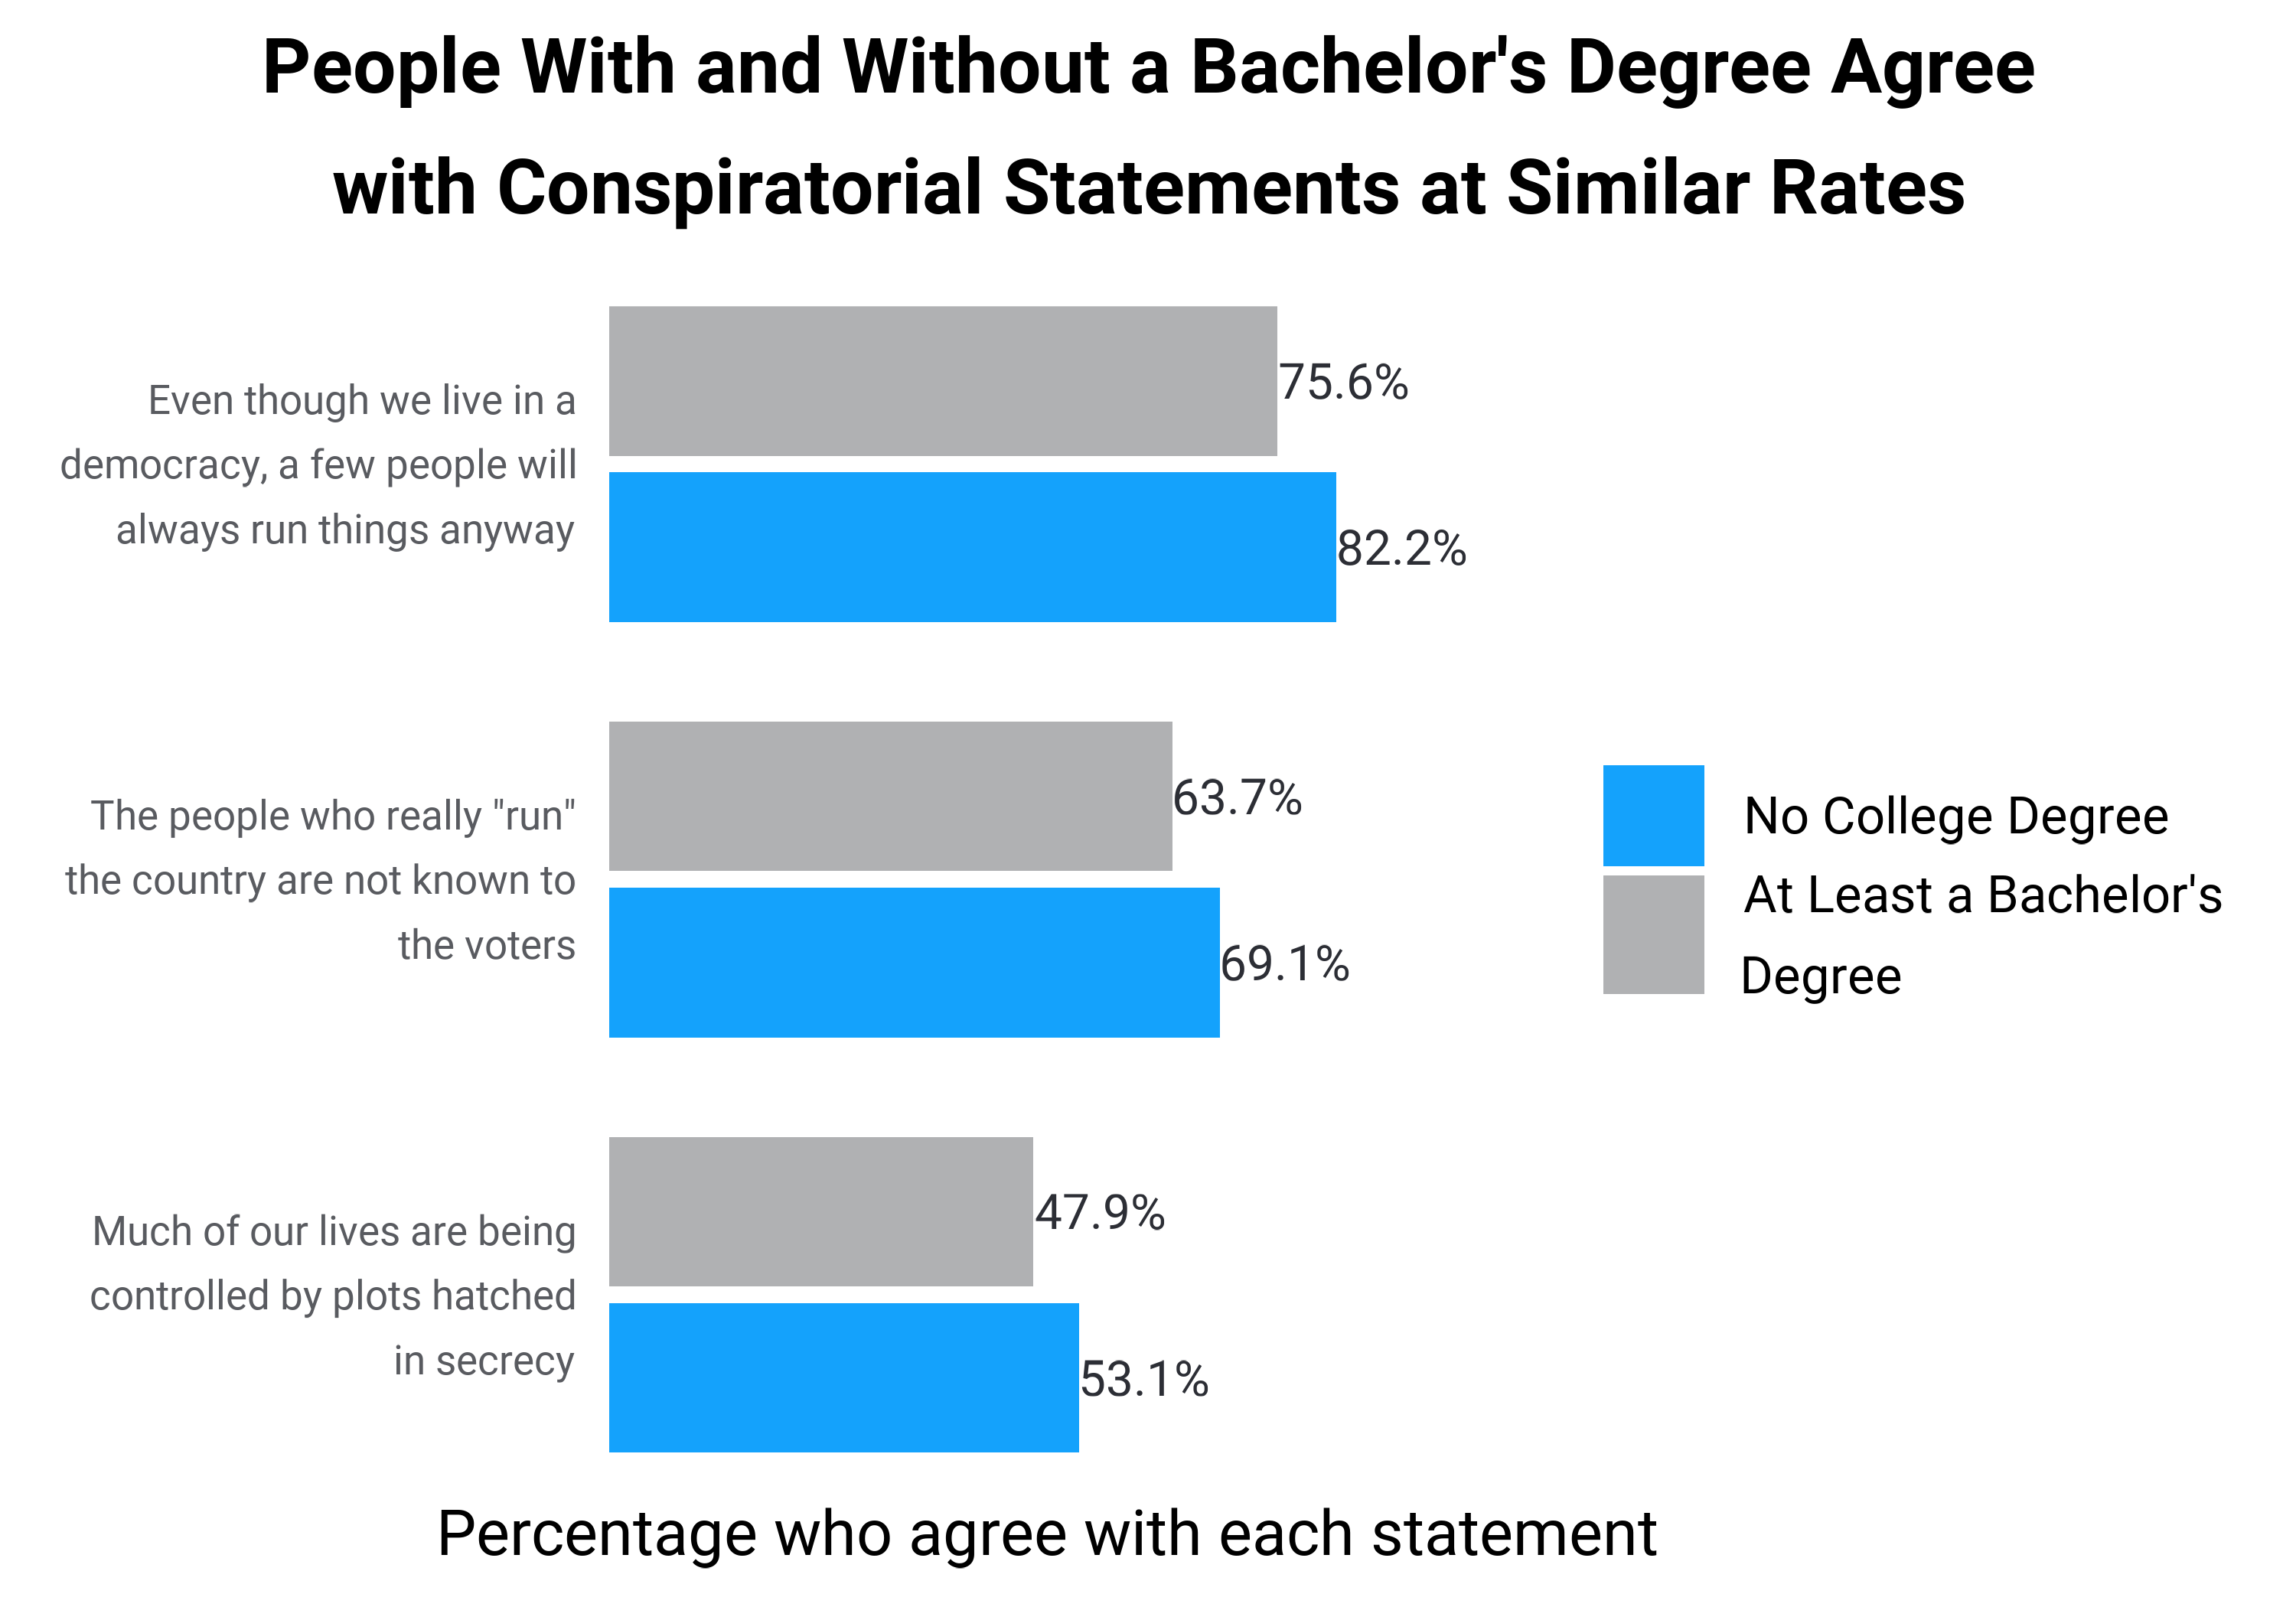 People With and Without a Bachelor's Degree Agree
with Conspiratorial Statements at Similar Rates
Even though we live in a
democracy, a few people will
always run things anyway
75.6%
82.2%
The people who really "run"
the country are not known to
the voters
63.7%
69.1%
Much of our lives are being
controlled by plots hatched
in secrecy
47.9%
53.1%
No College Degree
At Least a Bachelor's
Degree
Percentage who agree with each statement